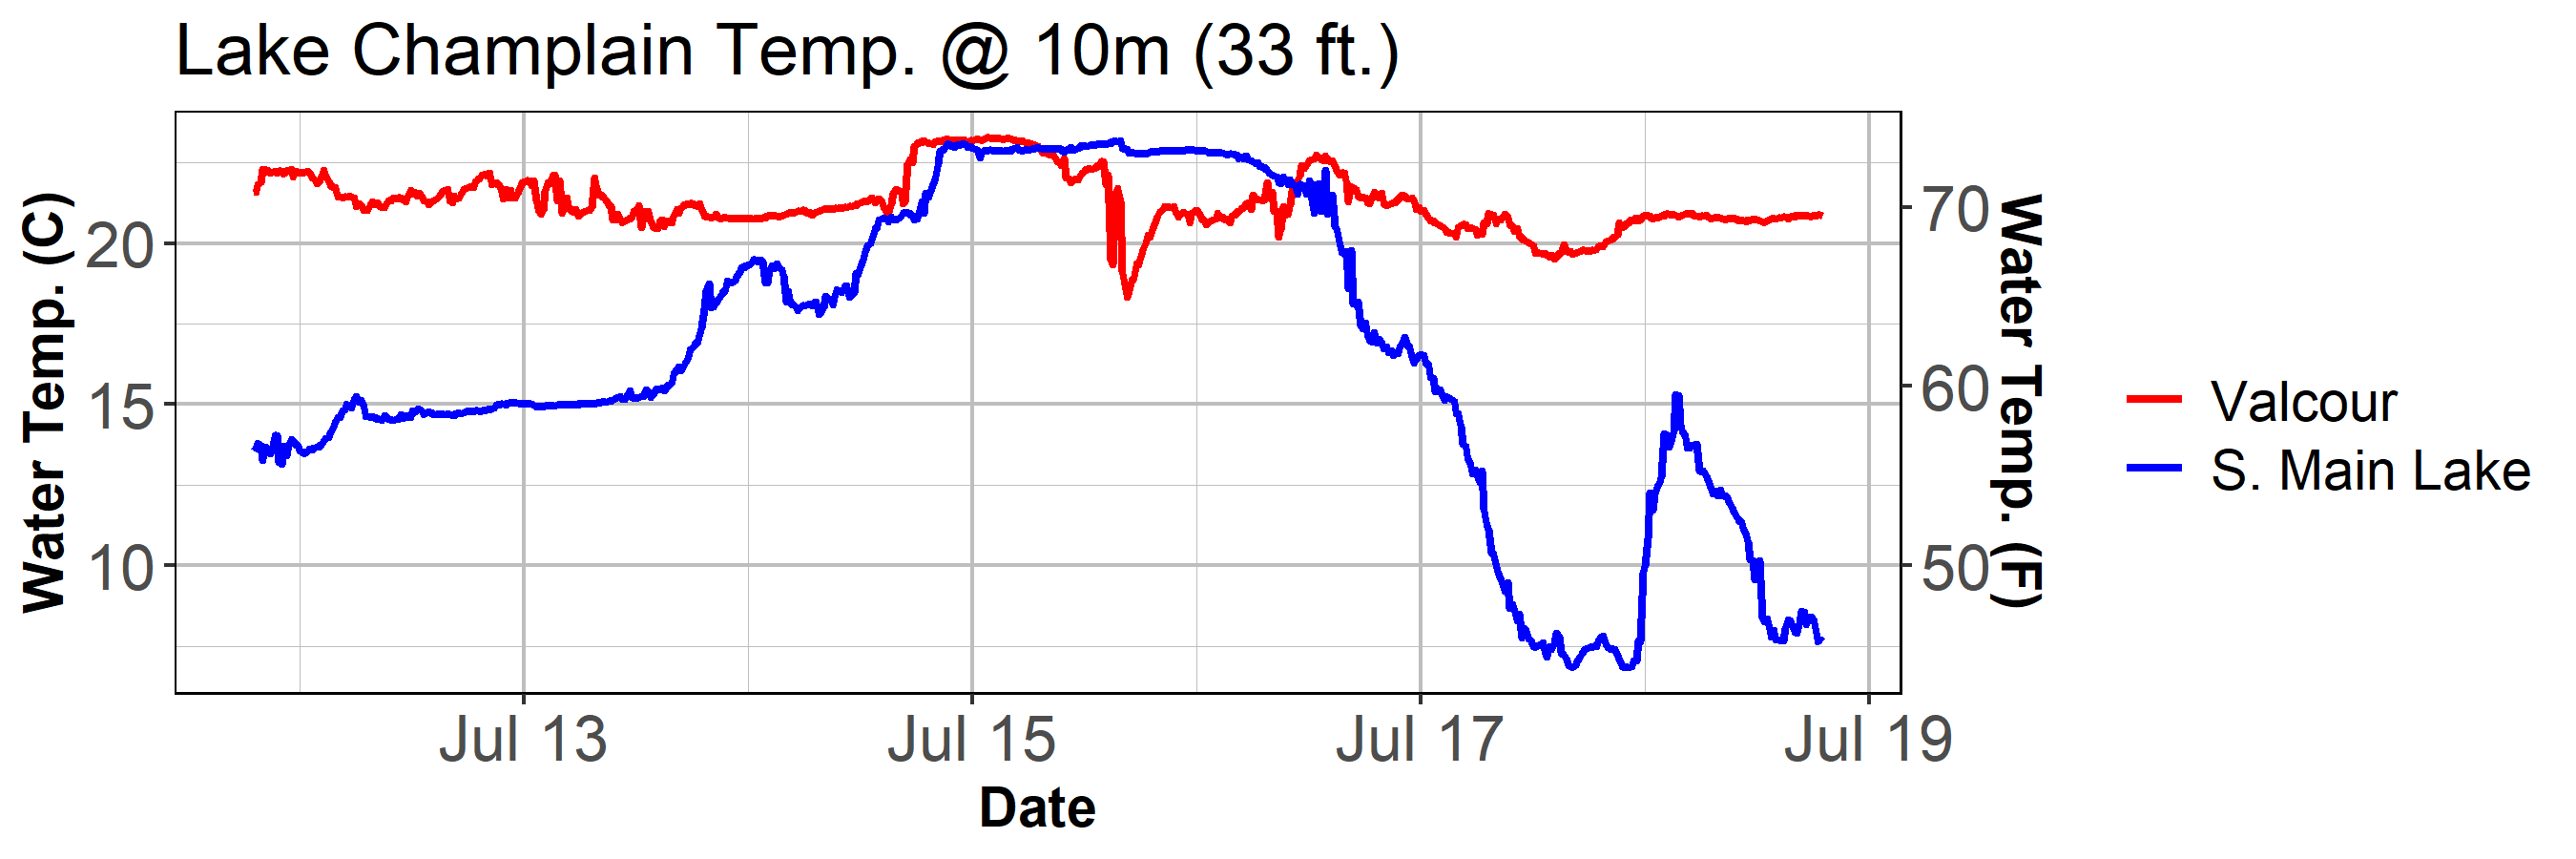 Lake Champlain Temp. @ 10m (33 ft.)
Water Temp. (C)
20
15
10
70
60
50
Water Temp. (F)
Jul 13
Jul 15
Jul 17
Jul 19
Date
Valcour
S. Main Lake